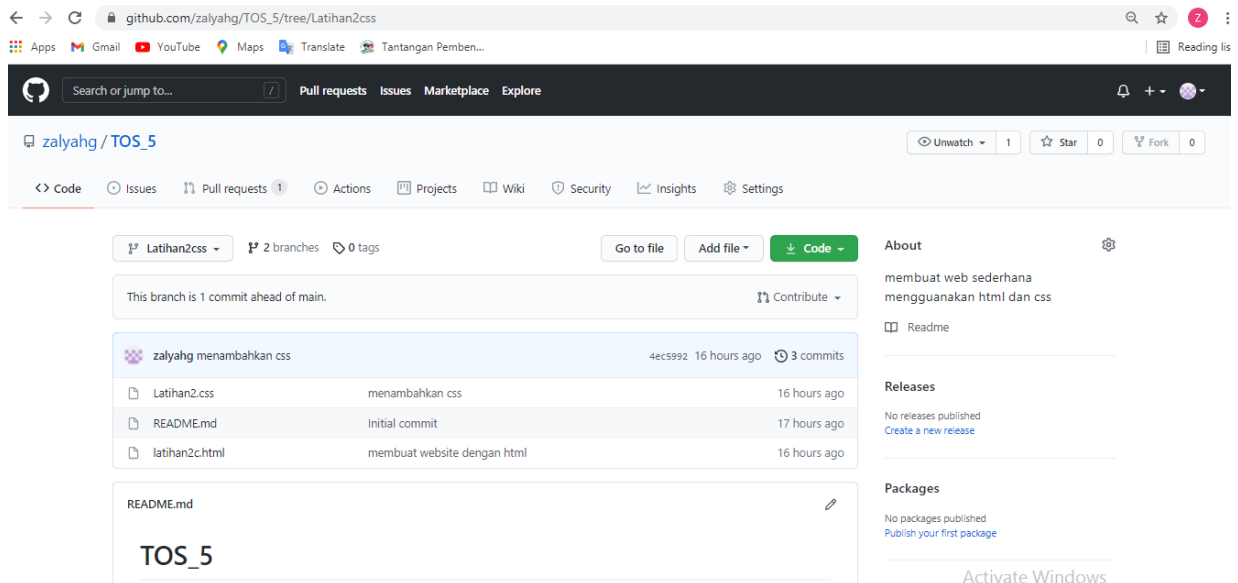 github.com/zalyahg/TOS_5/tree/Latihan2css
Z
Apps Gmail YouTube Maps Translate Tantangan Pemben... Reading lis
Search or jump to... / Pull requests Issues Marketplace Explore
zalyahg / TOS_5 Unwatch 1 Star 0 Fork 0
Code Issues Pull requests 1 Actions Projects Wiki Security Insights Settings
Latihan2css 2 branches 0 tags Go to file Add file Code
This branch is 1 commit ahead of main. Contribute
zalyahg menambahkan css 4ec5992 16 hours ago 3 commits
Latihan2.css menambahkan css 16 hours ago
README.md Initial commit 17 hours ago
latihan2c.html membuat website dengan html 16 hours ago
README.md
TOS_5
About
membuat web sederhana
mengguanakan html dan css
Readme
Releases
No releases published
Create a new release
Packages
No packages published
Publish your first package
Activate Windows